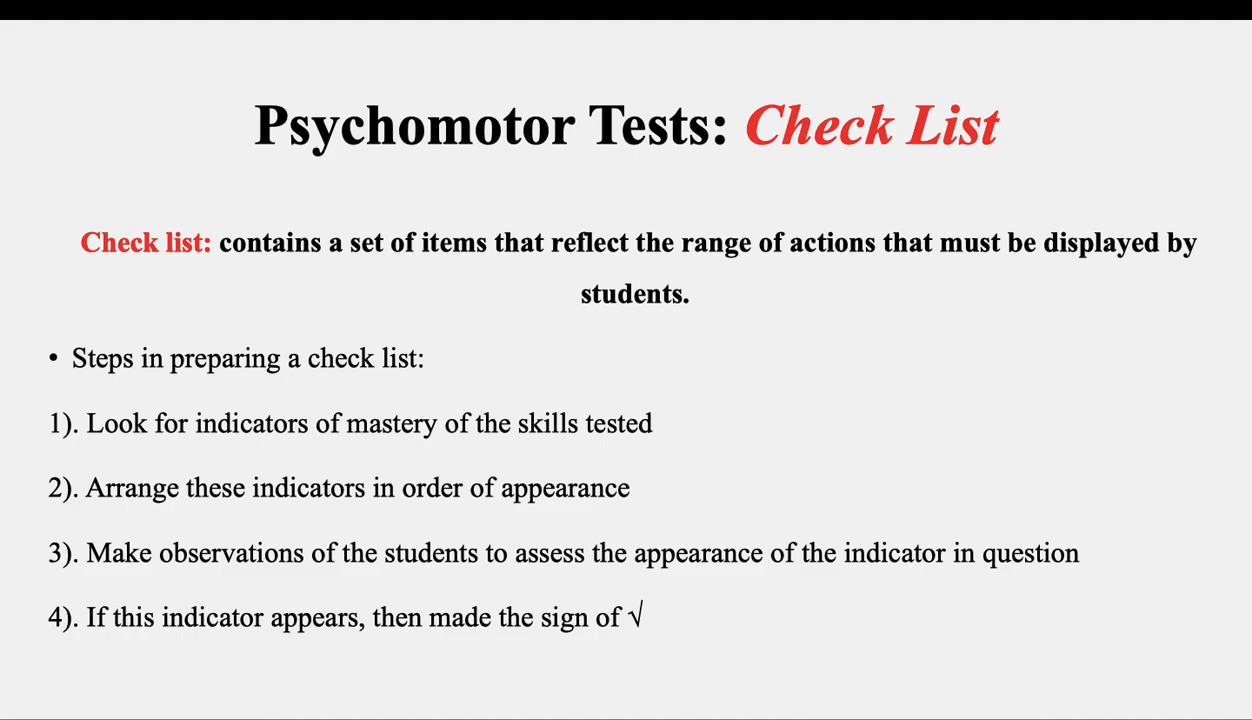 Psychomotor Tests: Check List
Check list: contains a set of items that reflect the range of actions that must be displayed by
students.
• Steps in preparing a check list:
1). Look for indicators of mastery of the skills tested
2). Arrange these indicators in order of appearance
3). Make observations of the students to assess the appearance of the indicator in question
4). If this indicator appears, then made the sign of √